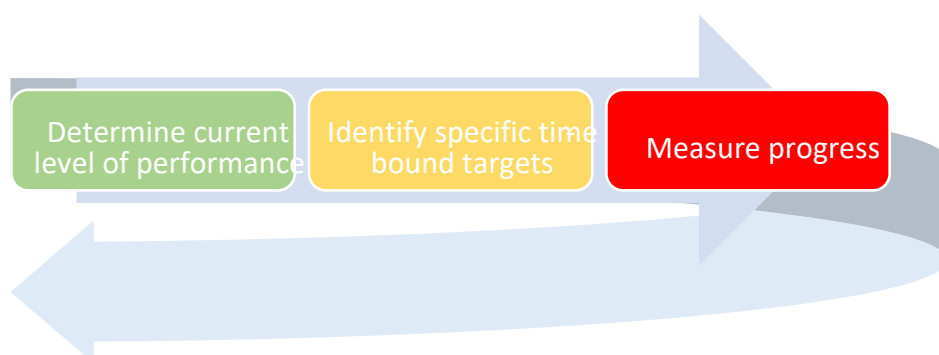 Determine current
level of performance
Identify specific time-
bound targets
Measure progress